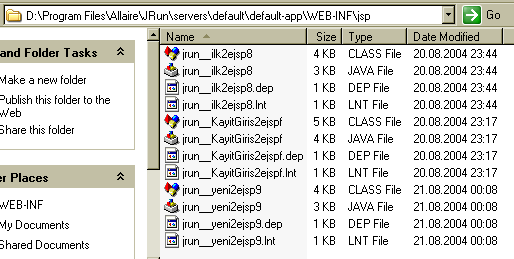 D:\Program Files\Allaire\JRun\servers\default\default-app\WEB-INF\jsp Go
and Folder Tasks
Make a new folder
Publish this folder to the
Web
Share this folder
er Places
WEB-INF
My Documents
Shared Documents
Name Size Type Date Modified
jrun__ilk2ejsp8 4 KB CLASS File 20.08.2004 23:44
jrun__ilk2ejsp8 3 KB JAVA File 20.08.2004 23:44
jrun__ilk2ejsp8.dep 1 KB DEP File 20.08.2004 23:44
jrun__ilk2ejsp8.lnt 1 KB LNT File 20.08.2004 23:44
jrun__KayitGiris2ejspf 5 KB CLASS File 20.08.2004 23:17
jrun__KayitGiris2ejspf 4 KB JAVA File 20.08.2004 23:17
jrun__KayitGiris2ejspf.dep 1 KB DEP File 20.08.2004 23:17
jrun__KayitGiris2ejspf.lnt 1 KB LNT File 20.08.2004 23:17
jrun__yeni2ejsp9 4 KB CLASS File 21.08.2004 00:08
jrun__yeni2ejsp9 3 KB JAVA File 21.08.2004 00:08
jrun__yeni2ejsp9.dep 1 KB DEP File 21.08.2004 00:08
jrun__yeni2ejsp9.lnt 1 KB LNT File 21.08.2004 00:08